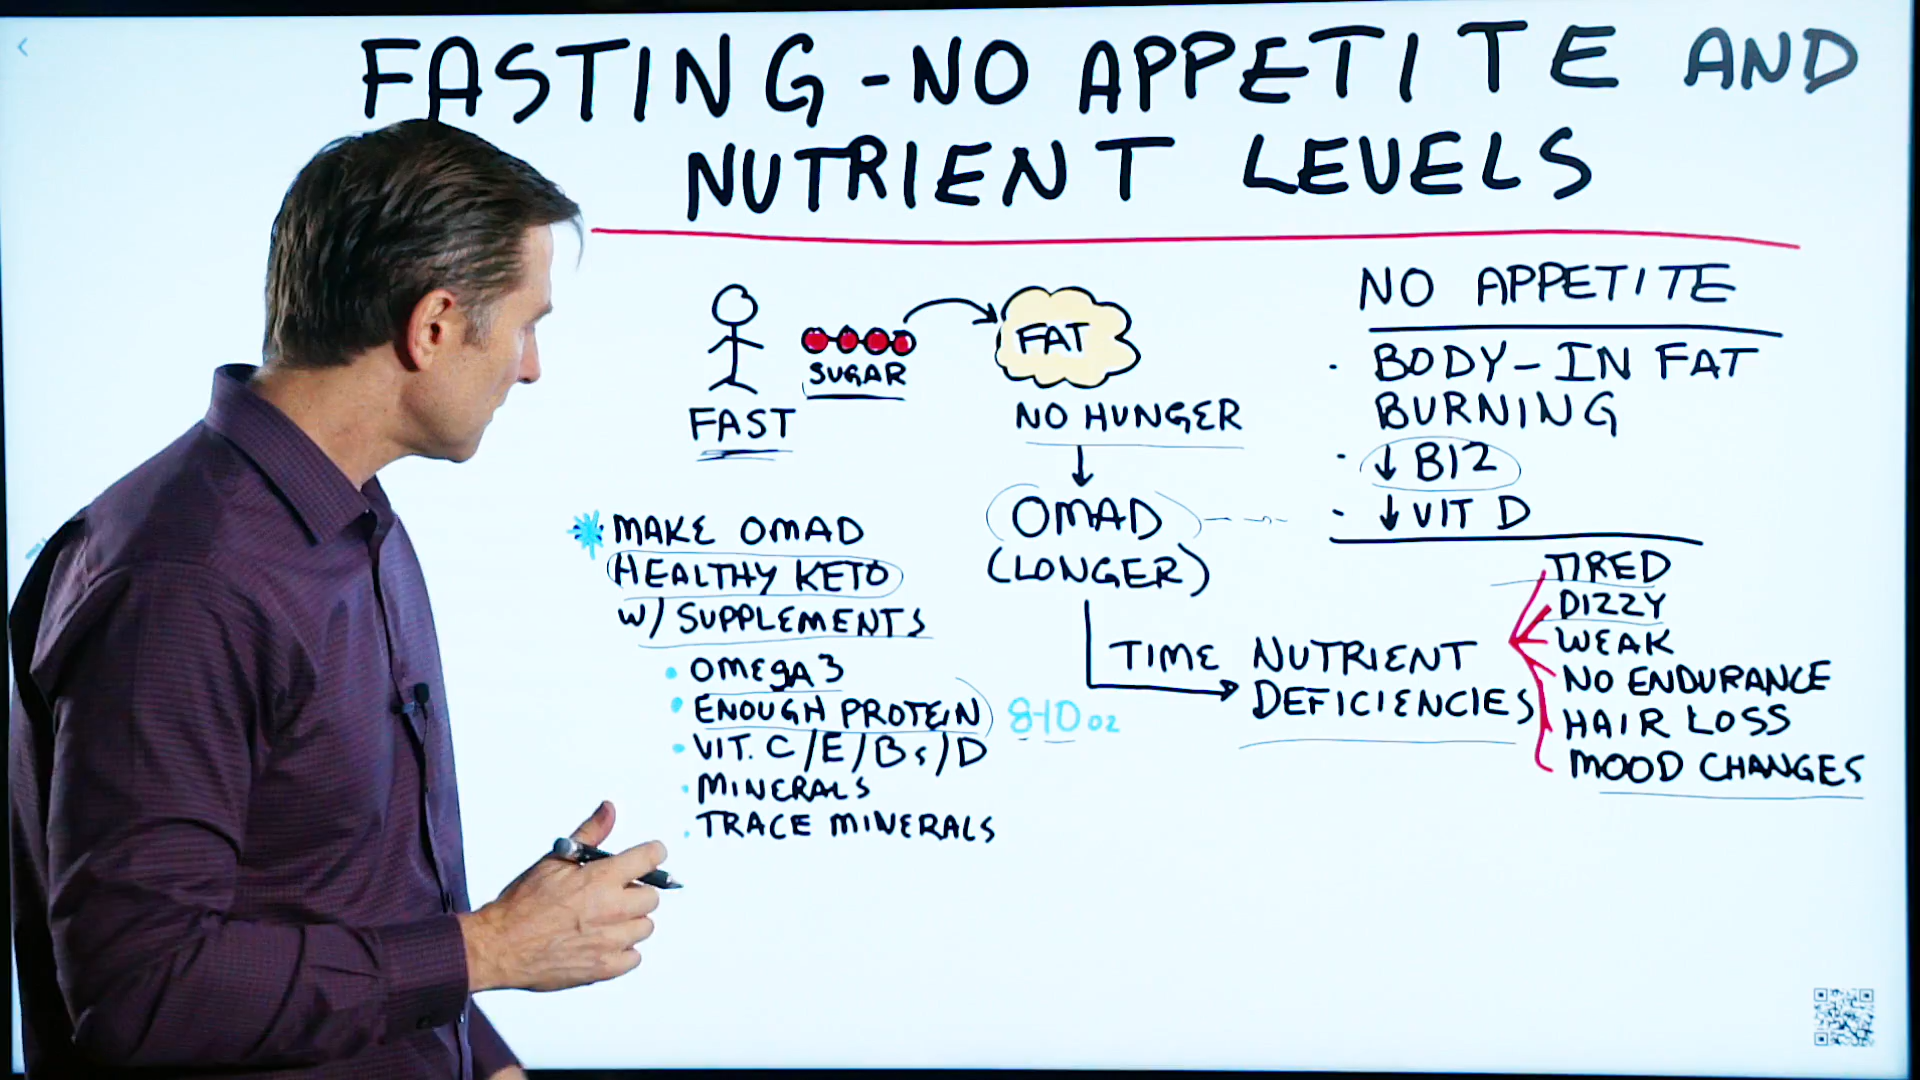 FASTING - NO APPETITE AND
NUTRIENT LEVELS
FAST
SUGAR
FAT
NO HUNGER
OMAD
(LONGER)
TIME
NUTRIENT
DEFICIENCIES
NO APPETITE
· BODY - IN FAT
BURNING
· ↓ B12
· ↓ VIT D
TIRED
DIZZY
WEAK
NO ENDURANCE
HAIR LOSS
MOOD CHANGES
* MAKE OMAD
HEALTHY KETO
W/ SUPPLEMENTS
• OMEGA 3
• ENOUGH PROTEIN) 8-10 oz
• VIT. C/E/Bs/D
• MINERALS
• TRACE MINERALS